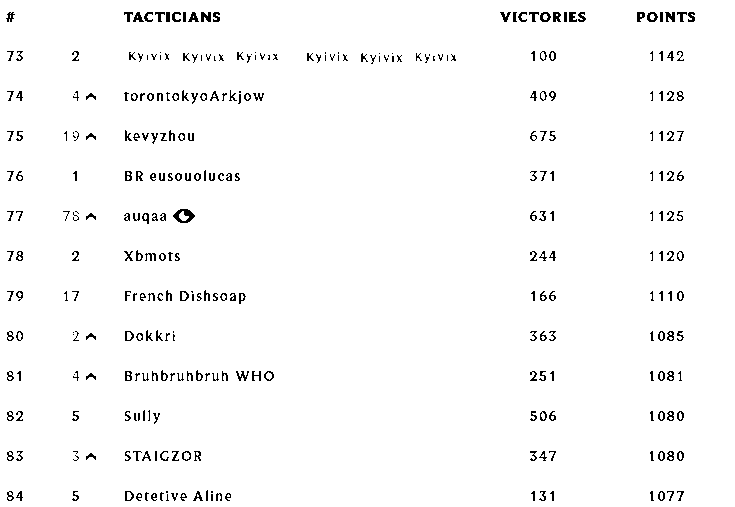 # TACTICIANS VICTORIES POINTS
73 2 Kyivix Kyivix Kyivix Kyivix Kyivix Kyivix 100 1142
74 4 torontokyoArkjow 409 1128
75 19 kevyzhou 675 1127
76 1 BR eusouolucas 371 1126
77 78 auqaa 631 1125
78 2 Xbmots 244 1120
79 17 French Dishsoap 166 1110
80 2 Dokkri 363 1085
81 4 Bruhbruhbruh WHO 251 1081
82 5 Sully 506 1080
83 3 STAIGZOR 347 1080
84 5 Detetive Aline 131 1077